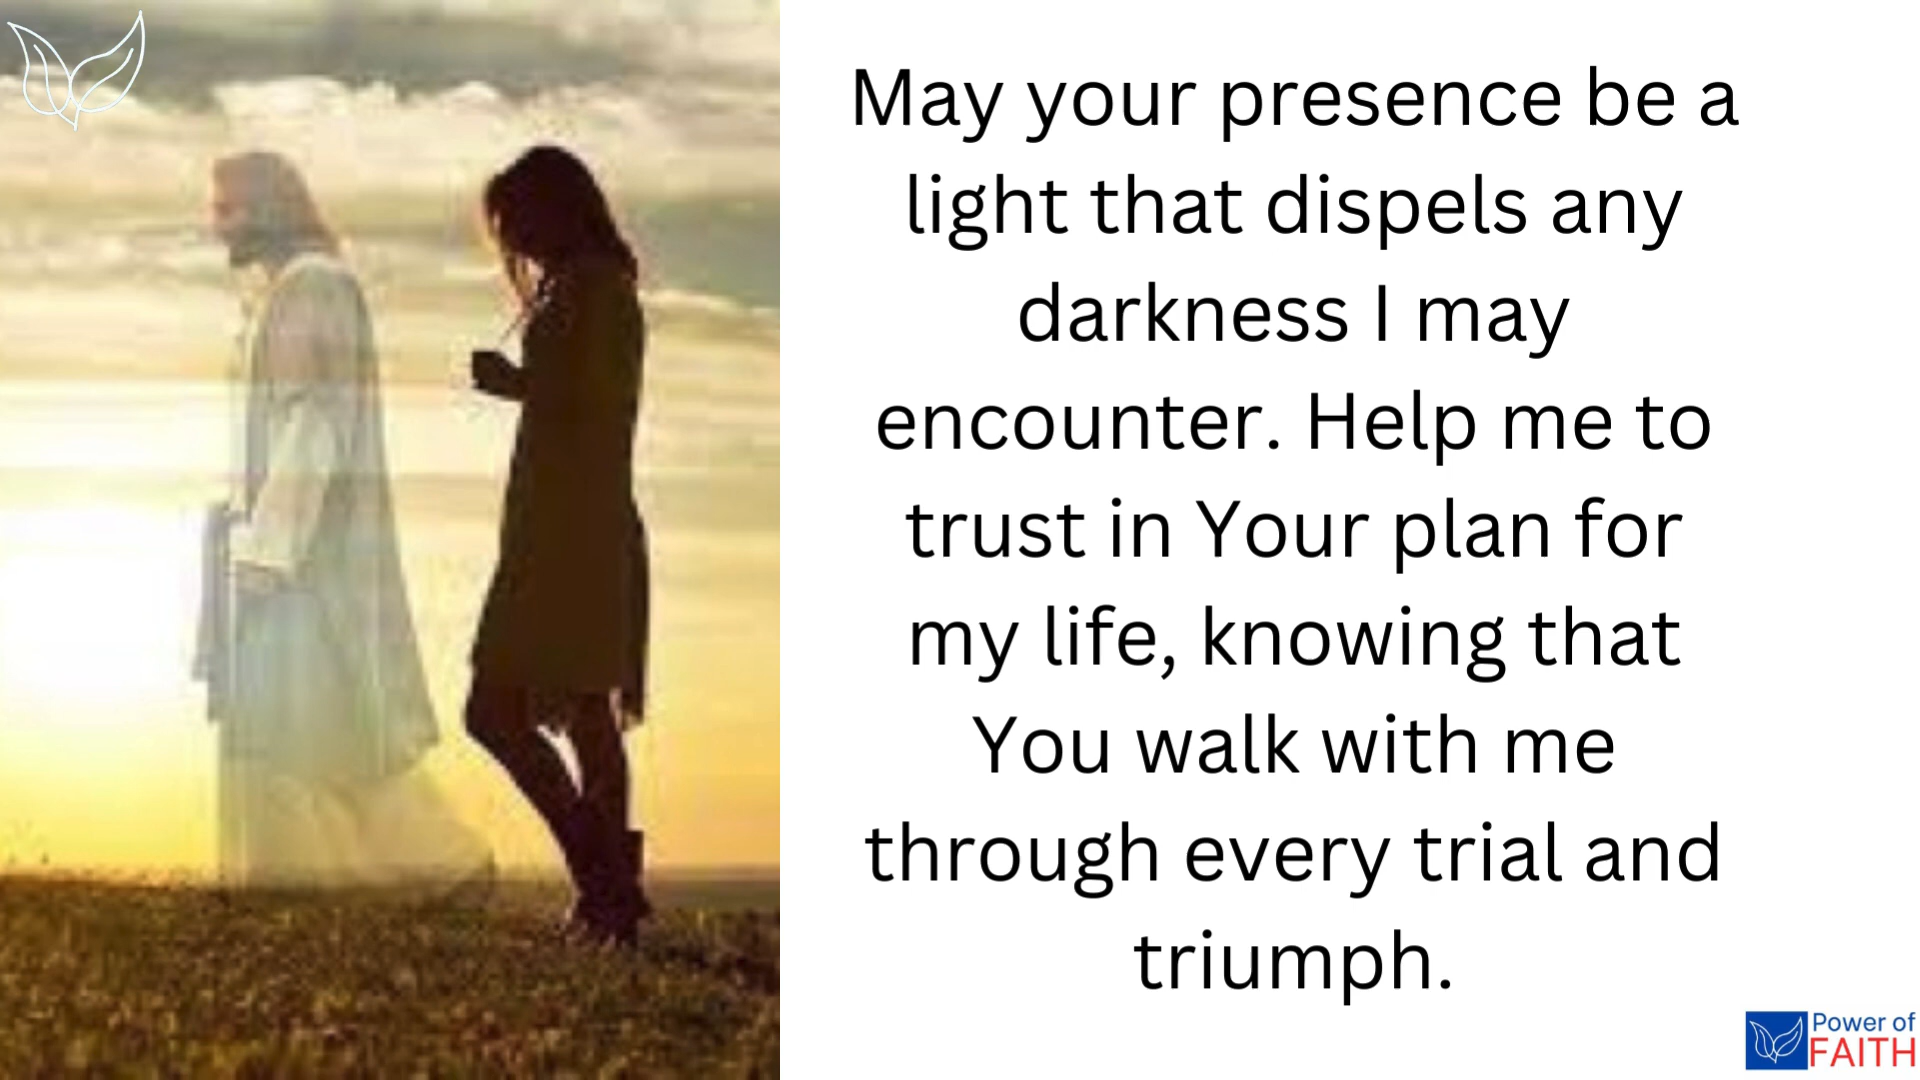 May your presence be a
light that dispels any
darkness I may
encounter. Help me to
trust in Your plan for
my life, knowing that
You walk with me
through every trial and
triumph.
Power of
FAITH